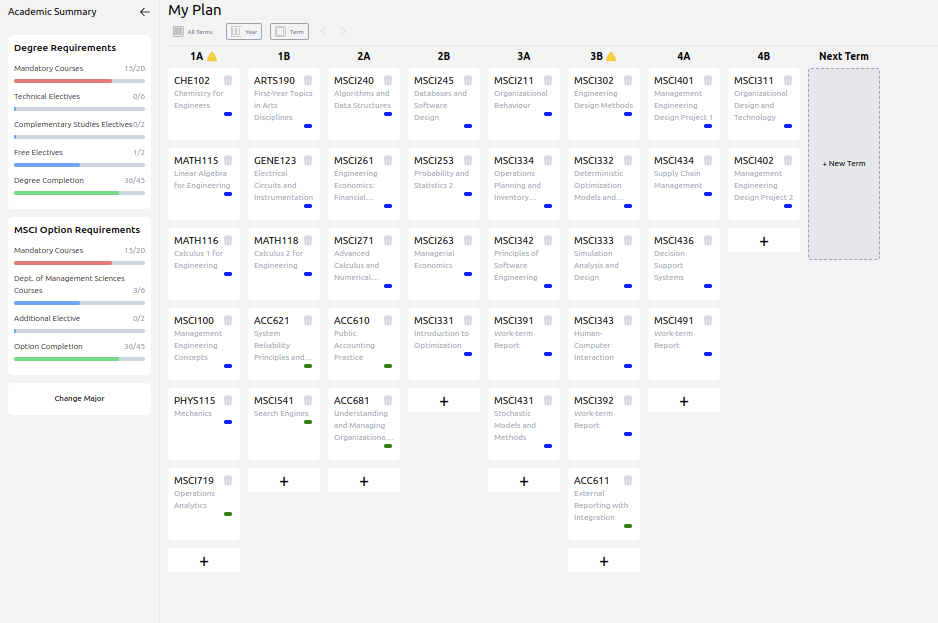 Academic Summary
Degree Requirements
Mandatory Courses 15/20
Technical Electives 0/6
Complementary Studies Electives 0/2
Free Electives 1/2
Degree Completion 36/45
MSCI Option Requirements
Mandatory Courses 15/20
Dept. of Management Sciences
Courses 3/6
Additional Elective 0/2
Option Completion 36/45
Change Major
My Plan
All Terms Year Term
1A 1B 2A 2B 3A 3B 4A 4B Next Term
CHE102
Chemistry for
Engineers
MATH115
Linear Algebra
for Engineering
MATH116
Calculus 1 for
Engineering
MSCI100
Management
Engineering
Concepts
PHYS115
Mechanics
MSCI719
Operations
Analytics
+
ARTS190
First-Year Topics
in Arts
Disciplines
GENE123
Electrical
Circuits and
Instrumentation
MATH118
Calculus 2 for
Engineering
ACC621
System
Reliability
Principles and...
MSCI541
Search Engines
+
MSCI240
Algorithms and
Data Structures
MSCI261
Engineering
Economics:
Financial...
MSCI271
Advanced
Calculus and
Numerical...
ACC610
Public
Accounting
Practice
ACC681
Understanding
and Managing
Organizationa...
+
MSCI245
Databases and
Software
Design
MSCI253
Probability and
Statistics 2
MSCI263
Managerial
Economics
MSCI331
Introduction to
Optimization
+
MSCI211
Organizational
Behaviour
MSCI334
Operations
Planning and
Inventory...
MSCI342
Principles of
Software
Engineering
MSCI391
Work-term
Report
MSCI431
Stochastic
Models and
Methods
+
MSCI302
Engineering
Design Methods
MSCI332
Deterministic
Optimization
Models and...
MSCI333
Simulation
Analysis and
Design
MSCI343
Human-
Computer
Interaction
MSCI392
Work-term
Report
ACC611
External
Reporting with
Integration
+
MSCI401
Management
Engineering
Design Project 1
MSCI434
Supply Chain
Management
MSCI436
Decision
Support
Systems
MSCI491
Work-term
Report
+
MSCI311
Organizational
Design and
Technology
MSCI402
Management
Engineering
Design Project 2
+
+ New Term